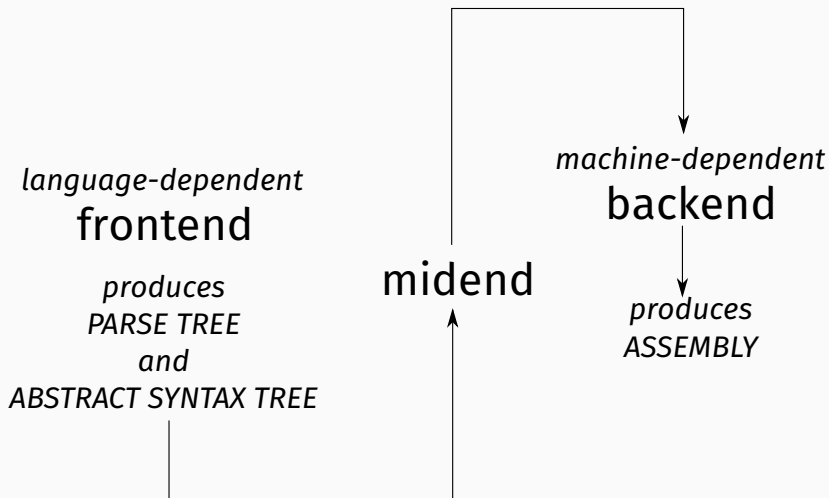 language-dependent
frontend
produces
PARSE TREE
and
ABSTRACT SYNTAX TREE
midend
machine-dependent
backend
produces
ASSEMBLY